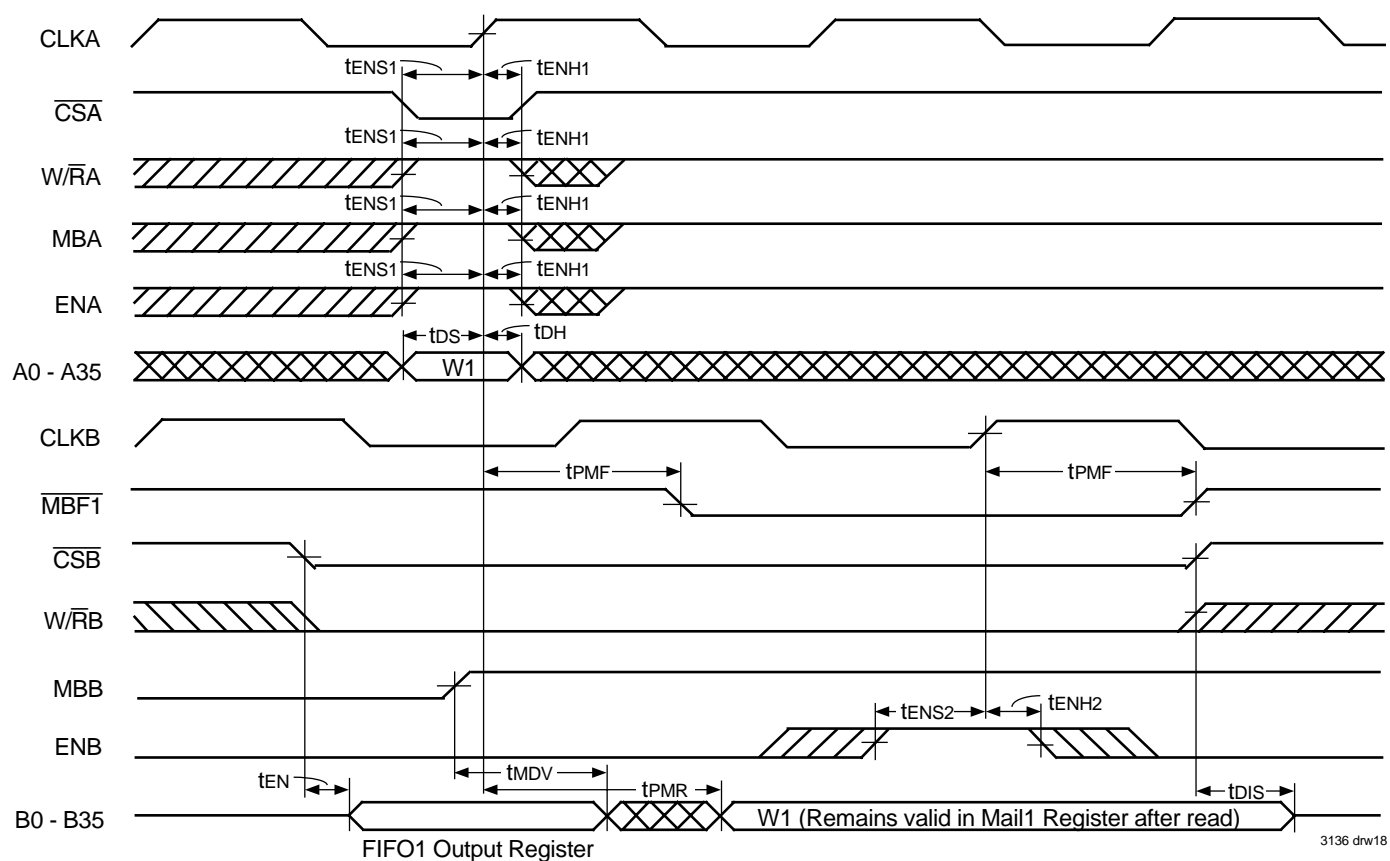 CLKA
tENS1
tENH1
CSA
tENS1
tENH1
W/RA
tENS1
tENH1
MBA
tENS1
tENH1
ENA
tDS
tDH
A0 - A35
W1
CLKB
tPMF
tPMF
MBF1
CSB
W/RB
MBB
tENS2
tENH2
ENB
tEN
tMDV
tPMR
tDIS
B0 - B35
W1 (Remains valid in Mail1 Register after read)
FIFO1 Output Register
3136 drw18